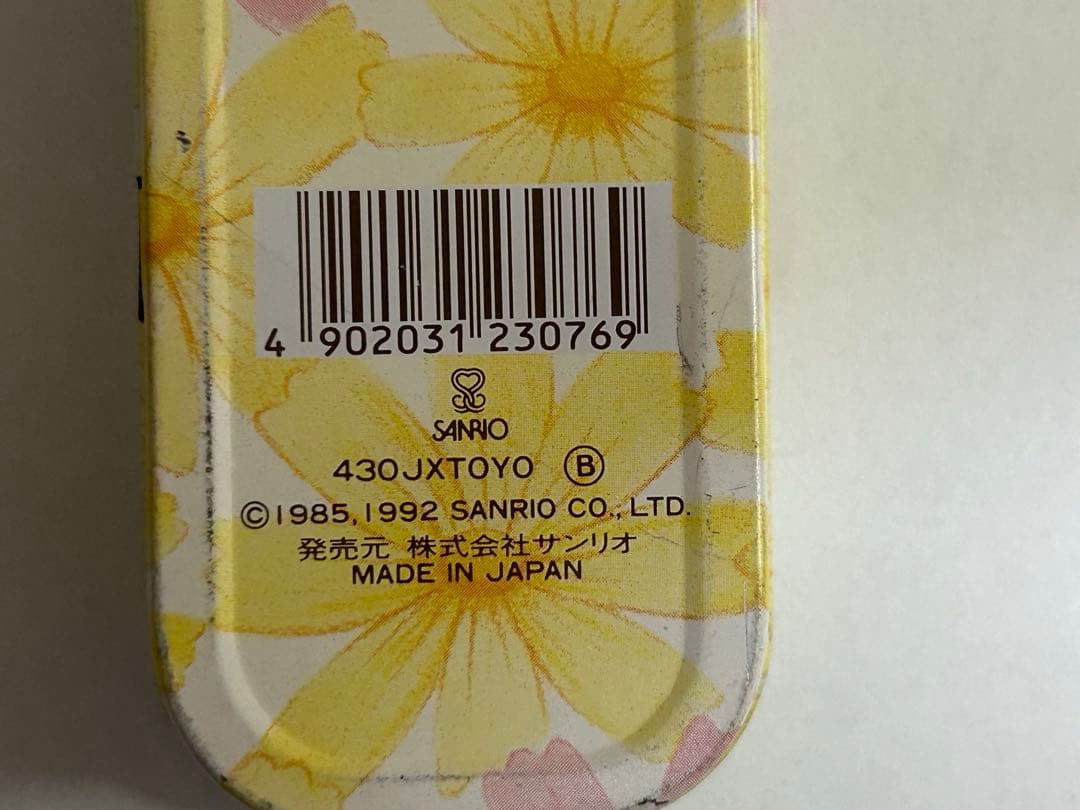 4 902031 230769
SANRIO
430JXTOYO Ⓑ
©1985,1992 SANRIO CO., LTD.
発売元 株式会社サンリオ
MADE IN JAPAN